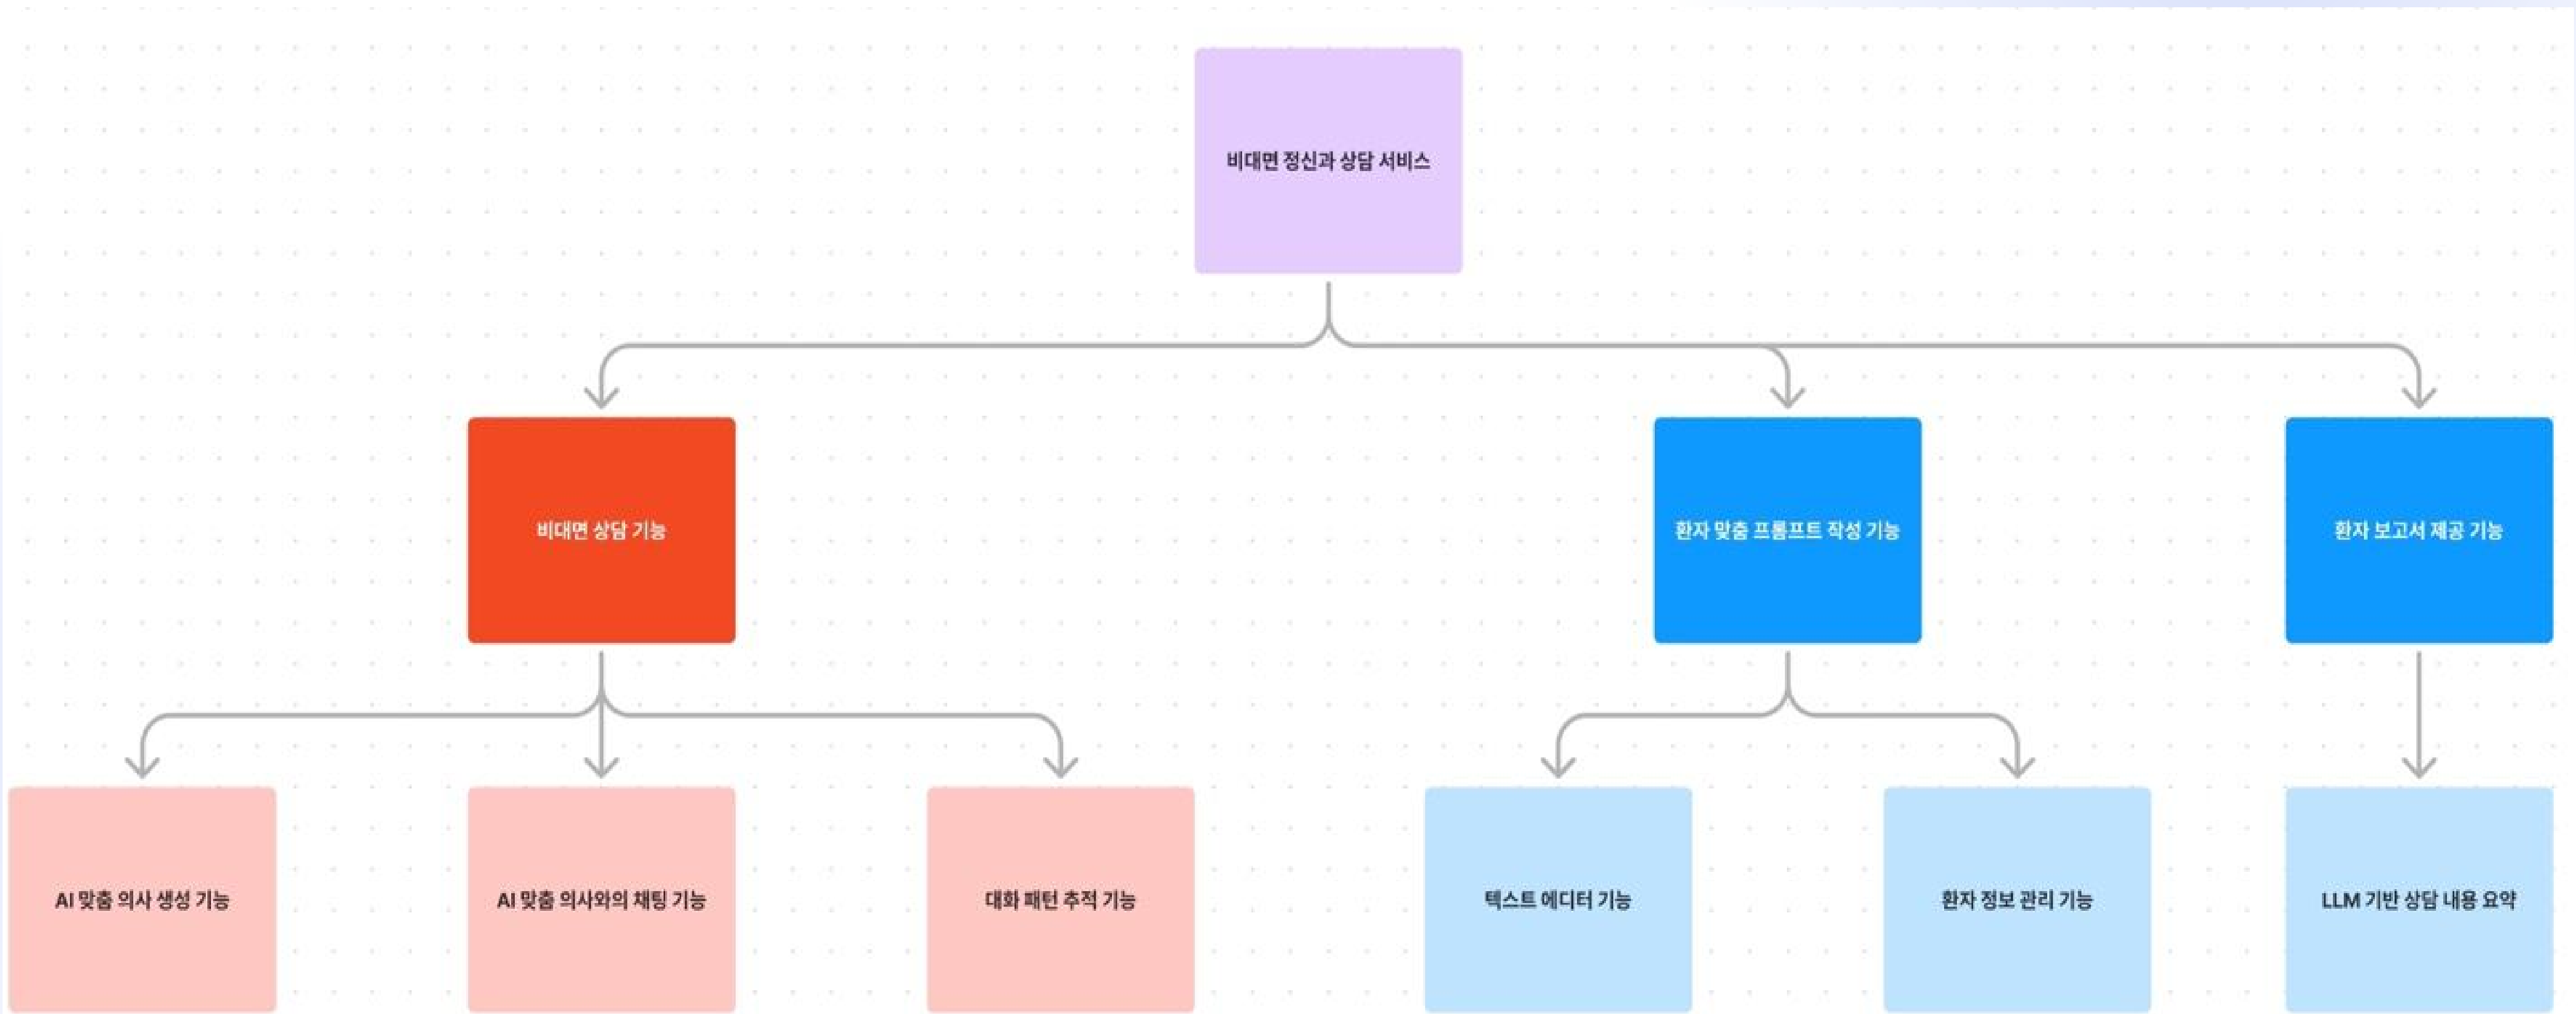 비대면 정신과 상담 서비스
비대면 상담 기능
환자 맞춤 프롬프트 작성 기능
환자 보고서 제공 기능
AI 맞춤 의사 생성 기능
AI 맞춤 의사와의 채팅 기능
대화 패턴 추적 기능
텍스트 에디터 기능
환자 정보 관리 기능
LLM 기반 상담 내용 요약